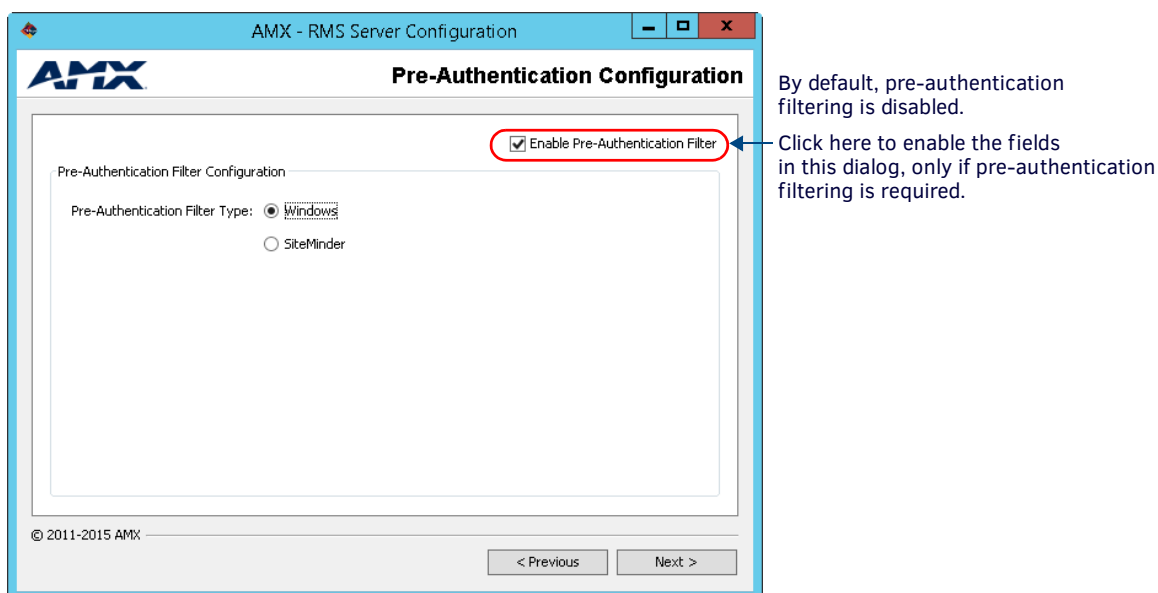 AMX - RMS Server Configuration
AMX
Pre-Authentication Configuration
Enable Pre-Authentication Filter
Pre-Authentication Filter Configuration
Pre-Authentication Filter Type:
Windows
SiteMinder
© 2011-2015 AMX
< Previous
Next >
By default, pre-authentication
filtering is disabled.
Click here to enable the fields
in this dialog, only if pre-authentication
filtering is required.